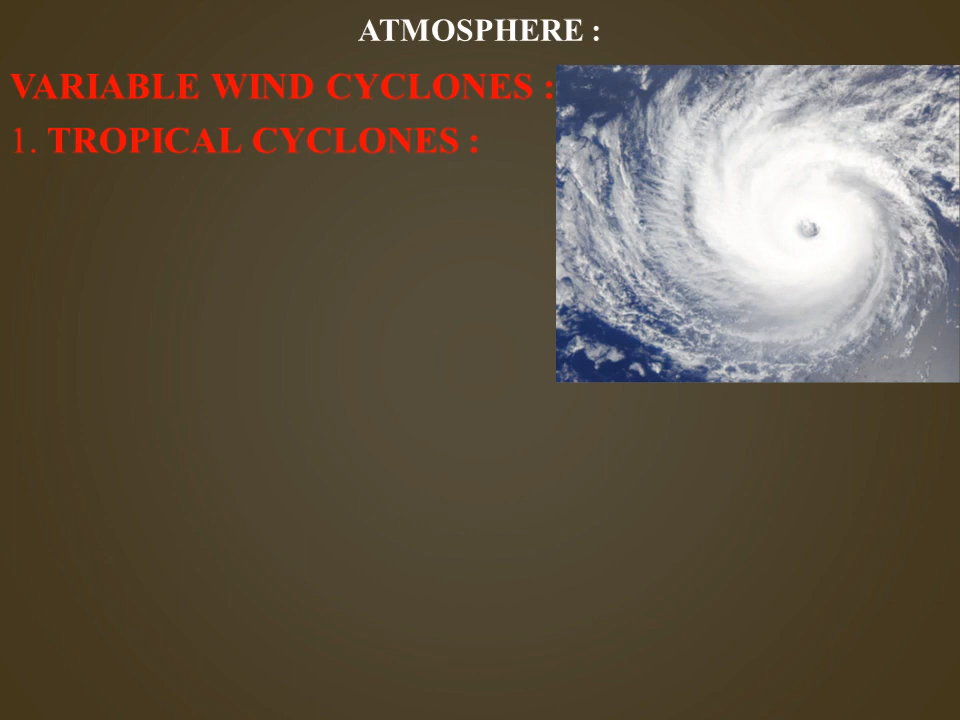 ATMOSPHERE :
VARIABLE WIND CYCLONES :
1. TROPICAL CYCLONES :